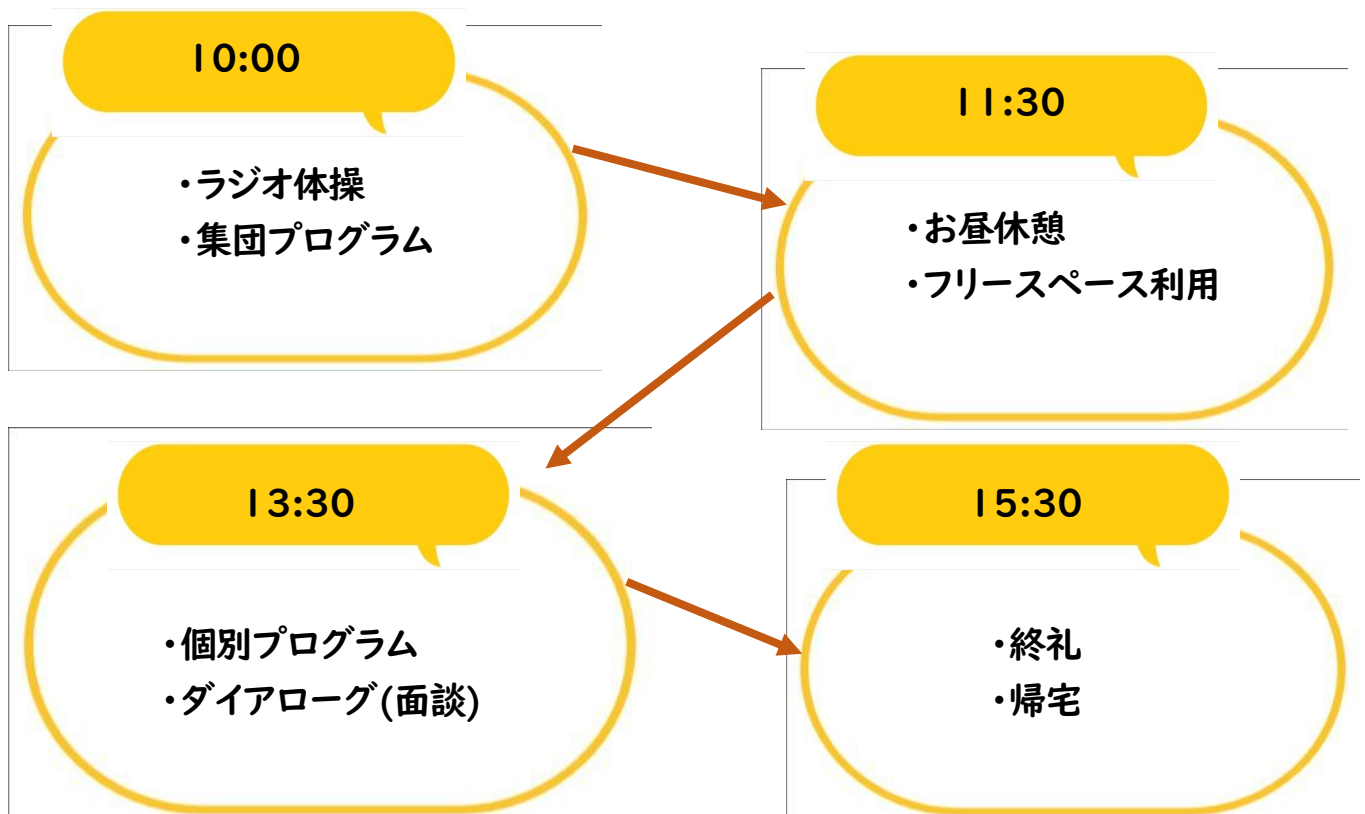 10:00
・ラジオ体操
・集団プログラム
11:30
・お昼休憩
・フリースペース利用
13:30
・個別プログラム
・ダイアローグ(面談)
15:30
・終礼
・帰宅